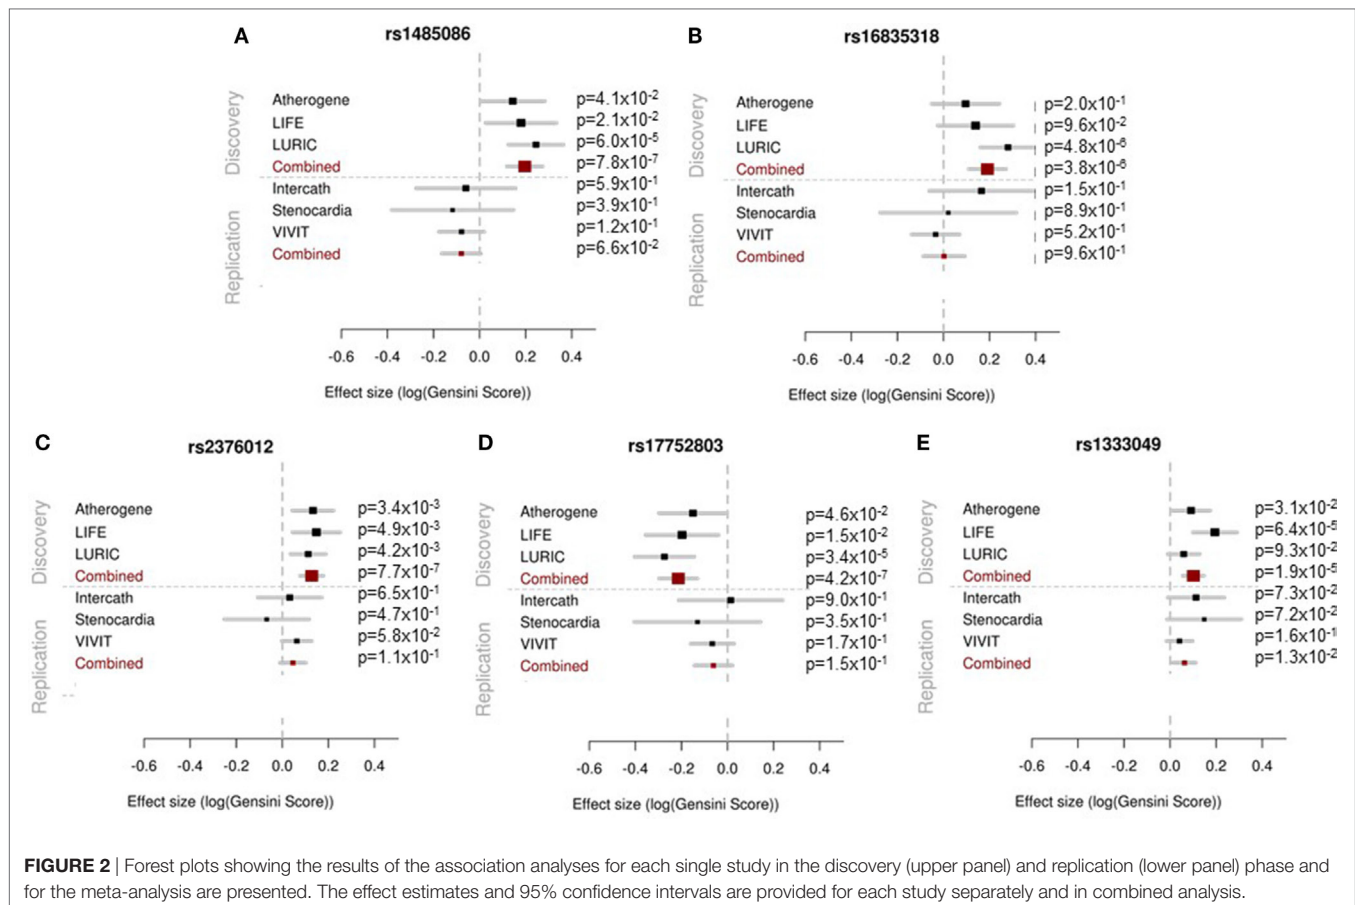 A
rs1485086
Discovery
Atherogene p=4.1x10-2
LIFE p=2.1x10-2
LURIC p=6.0x10-5
Combined p=7.8x10-7
Replication
Intercath p=5.9x10-1
Stenocardia p=3.9x10-1
VIVIT p=1.2x10-1
Combined p=6.6x10-2
-0.6 -0.4 -0.2 0.0 0.2 0.4
Effect size (log(Gensini Score))
B
rs16835318
Discovery
Atherogene p=2.0x10-1
LIFE p=9.6x10-2
LURIC p=4.8x10-6
Combined p=3.8x10-6
Replication
Intercath p=1.5x10-1
Stenocardia p=8.9x10-1
VIVIT p=5.2x10-1
Combined p=9.6x10-1
-0.6 -0.4 -0.2 0.0 0.2 0.4
Effect size (log(Gensini Score))
C
rs2376012
Discovery
Atherogene p=3.4x10-3
LIFE p=4.9x10-3
LURIC p=4.2x10-3
Combined p=7.7x10-7
Replication
Intercath p=6.5x10-1
Stenocardia p=4.7x10-1
VIVIT p=5.8x10-2
Combined p=1.1x10-1
-0.6 -0.4 -0.2 0.0 0.2 0.4
Effect size (log(Gensini Score))
D
rs17752803
Discovery
Atherogene p=4.6x10-2
LIFE p=1.5x10-2
LURIC p=3.4x10-5
Combined p=4.2x10-7
Replication
Intercath p=9.0x10-1
Stenocardia p=3.5x10-1
VIVIT p=1.7x10-1
Combined p=1.5x10-1
-0.6 -0.4 -0.2 0.0 0.2 0.4
Effect size (log(Gensini Score))
E
rs1333049
Discovery
Atherogene p=3.1x10-2
LIFE p=6.4x10-5
LURIC p=9.3x10-2
Combined p=1.9x10-5
Replication
Intercath p=7.3x10-2
Stenocardia p=7.2x10-2
VIVIT p=1.6x10-1
Combined p=1.3x10-2
-0.6 -0.4 -0.2 0.0 0.2 0.4
Effect size (log(Gensini Score))
FIGURE 2 | Forest plots showing the results of the association analyses for each single study in the discovery (upper panel) and replication (lower panel) phase and
for the meta-analysis are presented. The effect estimates and 95% confidence intervals are provided for each study separately and in combined analysis.